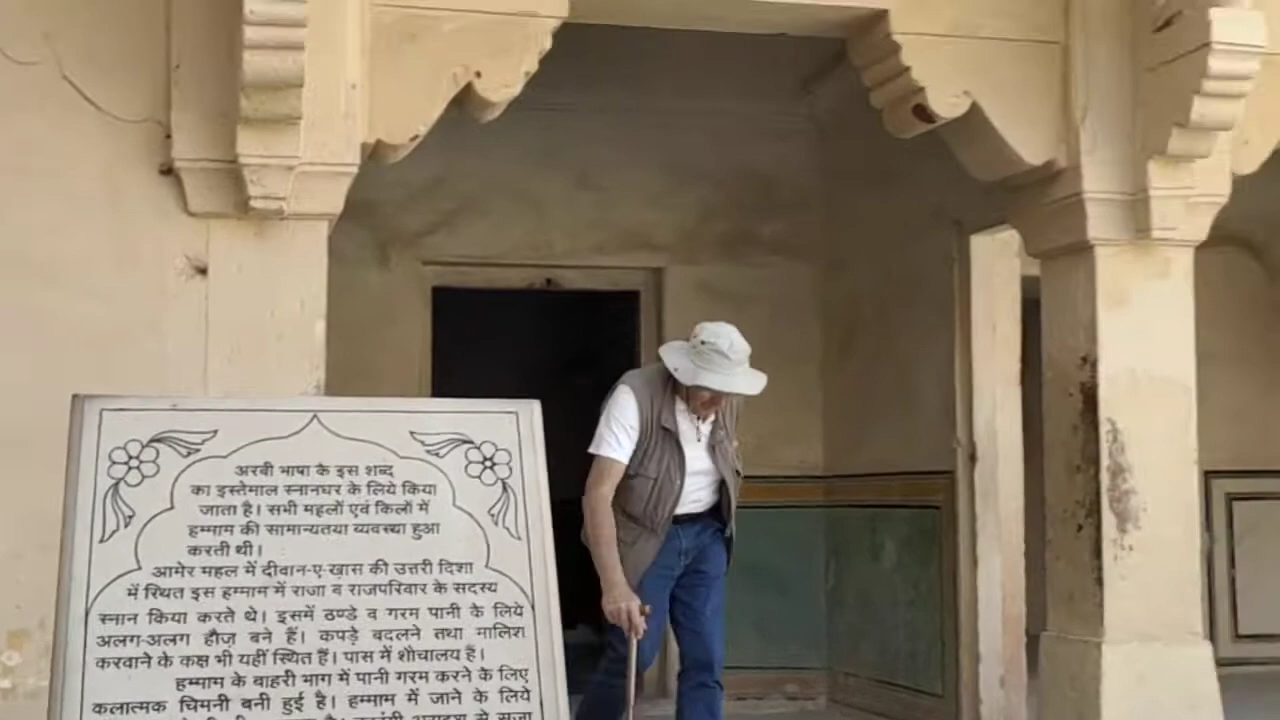 अरबी भाषा के इस शब्द
का इस्तेमाल स्नानघर के लिये किया
जाता है। सभी महलों एवं किलों में
हम्माम की सामान्यतया व्यवस्था हुआ
करती थी।
आमेर महल में दीवान-ए-खास की उत्तरी दिशा
में स्थित इस हम्माम में राजा व राजपरिवार के सदस्य
स्नान किया करते थे। इसमें ठण्डे व गरम पानी के लिये
अलग-अलग हौज़ बने हैं। कपड़े बदलने तथा मालिश
करवाने के कक्ष भी यहीं स्थित हैं। पास में शौचालय हैं।
हम्माम के बाहरी भाग में पानी गरम करने के लिए
कलात्मक चिमनी बनी हुई है। हम्माम में जाने के लिये